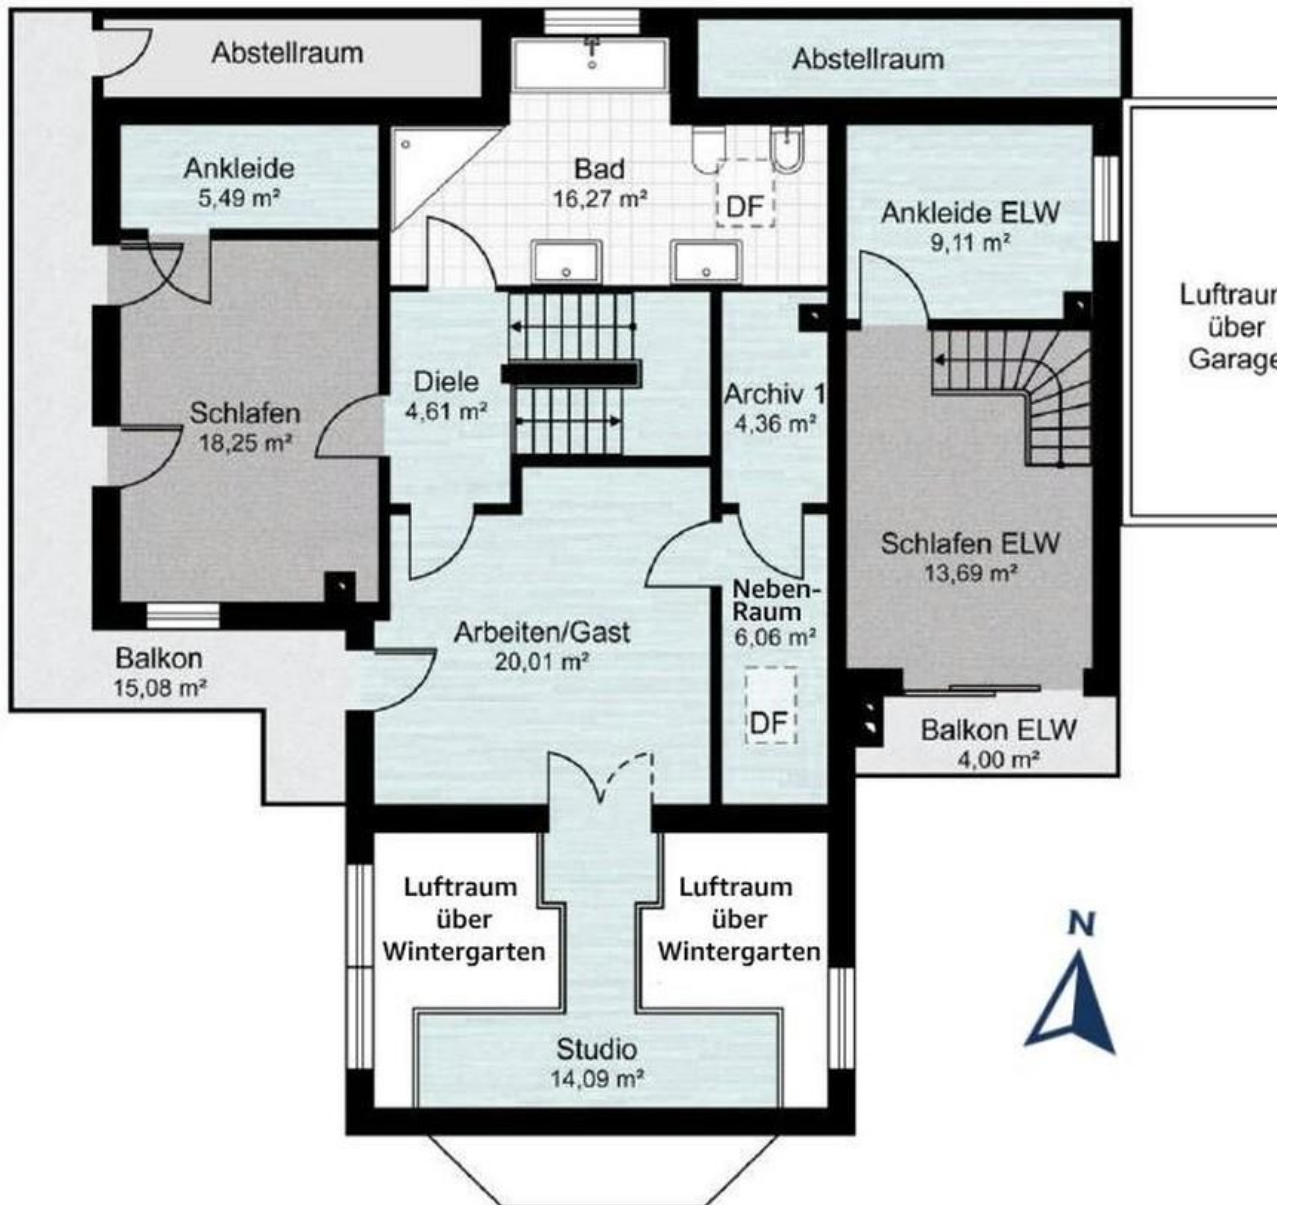 Abstellraum
Abstellraum
Ankleide
5,49 m²
Bad
16,27 m²
DF
Ankleide ELW
9,11 m²
Luftraum
über
Garage
Diele
4,61 m²
Archiv 1
4,36 m²
Schlafen
18,25 m²
Schlafen ELW
13,69 m²
Neben-
Raum
6,06 m²
Arbeiten/Gast
20,01 m²
Balkon
15,08 m²
DF
Balkon ELW
4,00 m²
Luftraum
über
Wintergarten
Luftraum
über
Wintergarten
N
Studio
14,09 m²